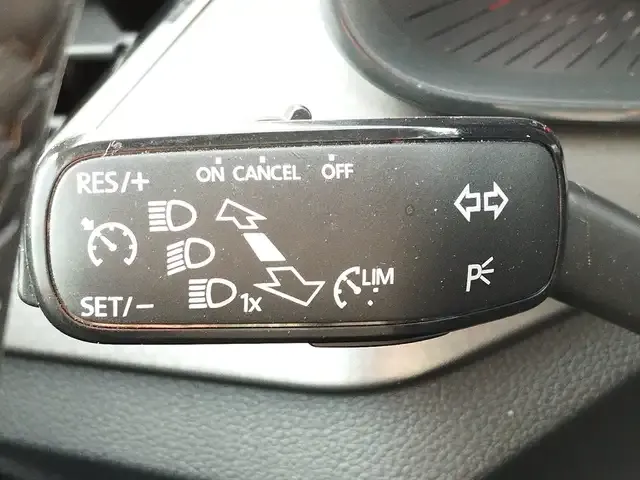 ON CANCEL OFF
RES/+
LIM
SET/−
1x
P